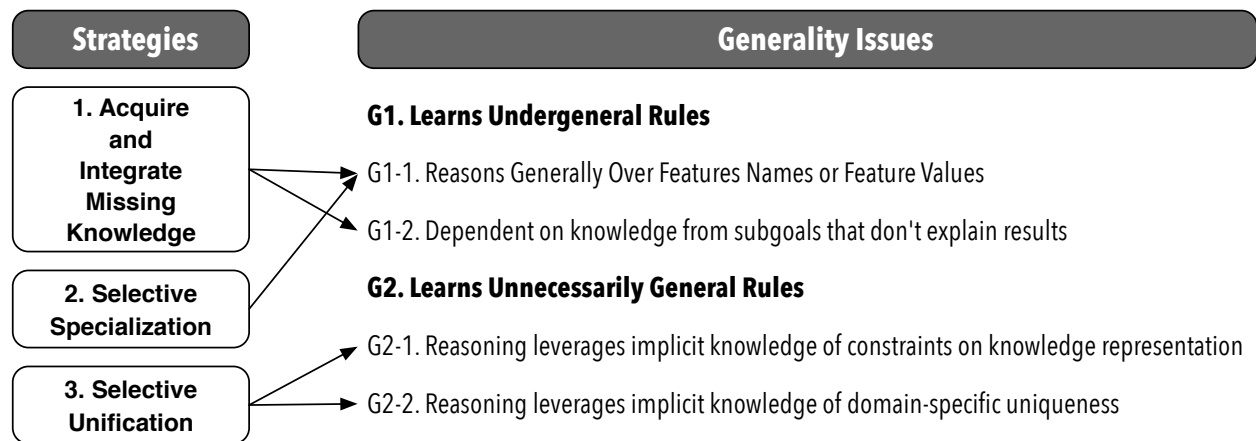 Strategies
Generality Issues
1. Acquire
and
Integrate
Missing
Knowledge
2. Selective
Specialization
3. Selective
Unification
G1. Learns Undergeneral Rules
G1-1. Reasons Generally Over Features Names or Feature Values
G1-2. Dependent on knowledge from subgoals that don't explain results
G2. Learns Unnecessarily General Rules
G2-1. Reasoning leverages implicit knowledge of constraints on knowledge representation
G2-2. Reasoning leverages implicit knowledge of domain-specific uniqueness